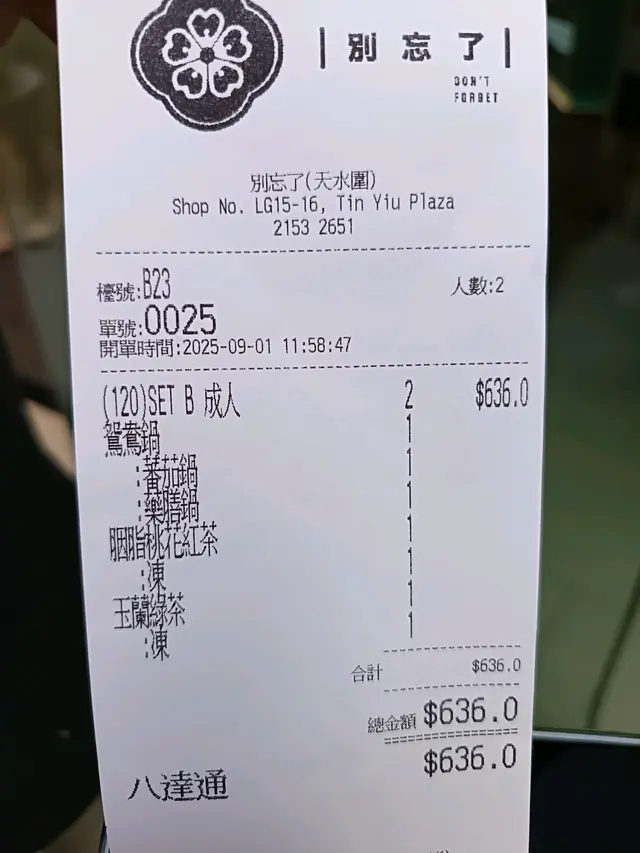 |別忘了|
DON'T
FORGET
別忘了(天水圍)
Shop No. LG15-16, Tin Yiu Plaza
2153 2651
檯號:B23 人數:2
單號:0025
開單時間:2025-09-01 11:58:47
(120)SET B 成人 2 $636.0
鴛鴦鍋 1
:蕃茄鍋 1
:藥膳鍋 1
胭脂桃花紅茶 1
:凍 1
玉蘭綠茶 1
:凍 1
合計 $636.0
總金額 $636.0
$636.0
八達通